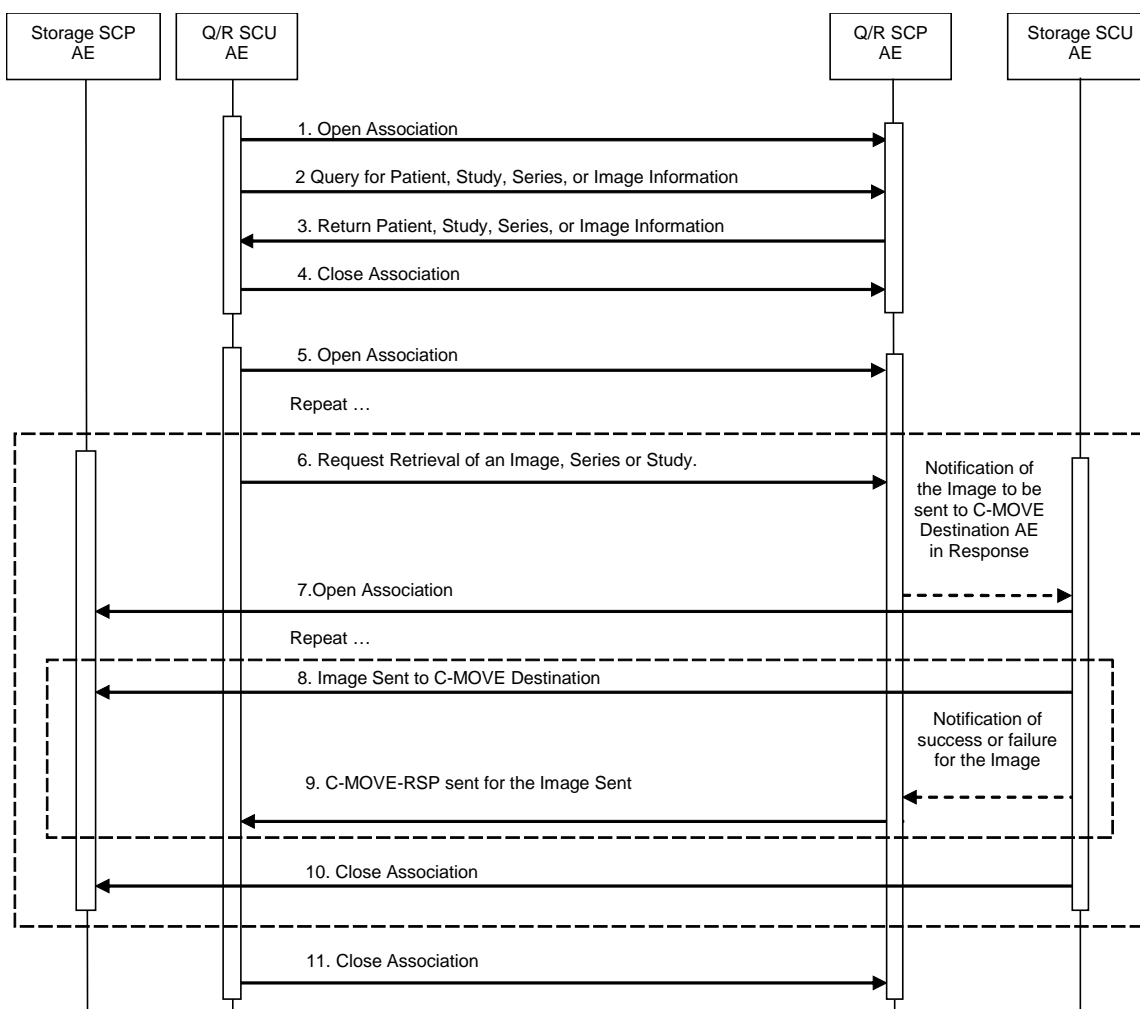 Storage SCP
AE
Q/R SCU
AE
Q/R SCP
AE
Storage SCU
AE
1. Open Association
2 Query for Patient, Study, Series, or Image Information
3. Return Patient, Study, Series, or Image Information
4. Close Association
5. Open Association
Repeat …
6. Request Retrieval of an Image, Series or Study.
Notification of
the Image to be
sent to C-MOVE
Destination AE
in Response
7.Open Association
Repeat …
8. Image Sent to C-MOVE Destination
Notification of
success or failure
for the Image
9. C-MOVE-RSP sent for the Image Sent
10. Close Association
11. Close Association